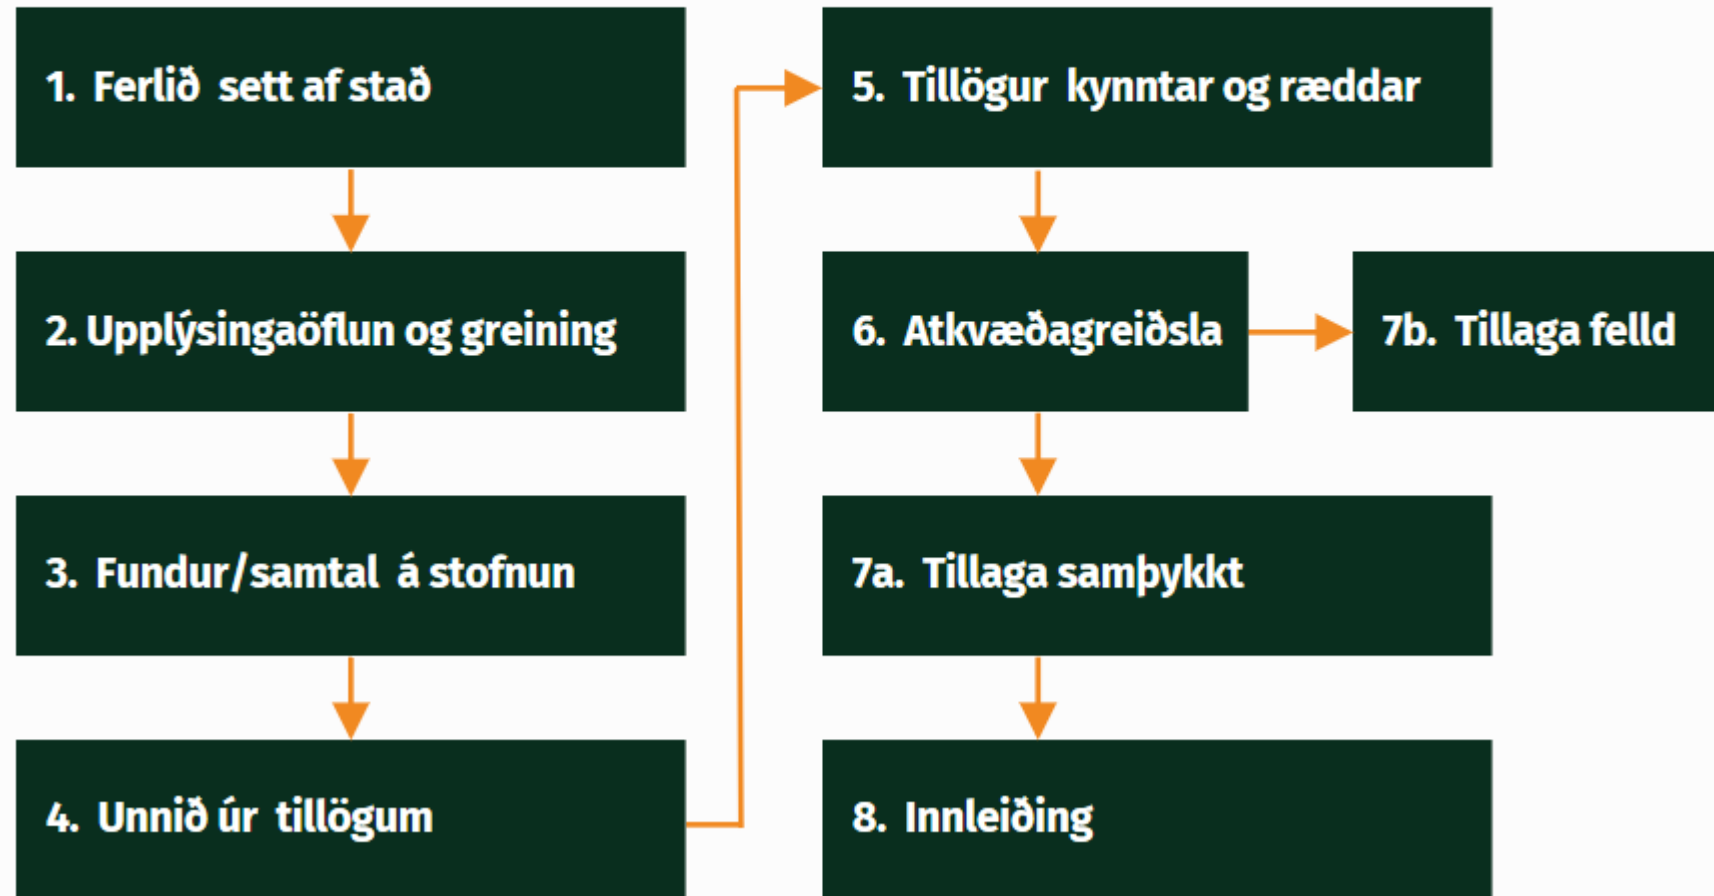 1. Ferlið sett af stað
2. Upplýsingaöflun og greining
3. Fundur/samtal á stofnun
4. Unnið úr tillögum
5. Tillögur kynntar og ræddar
6. Atkvæðagreiðsla
7b. Tillaga felld
7a. Tillaga samþykkt
8. Innleiðing